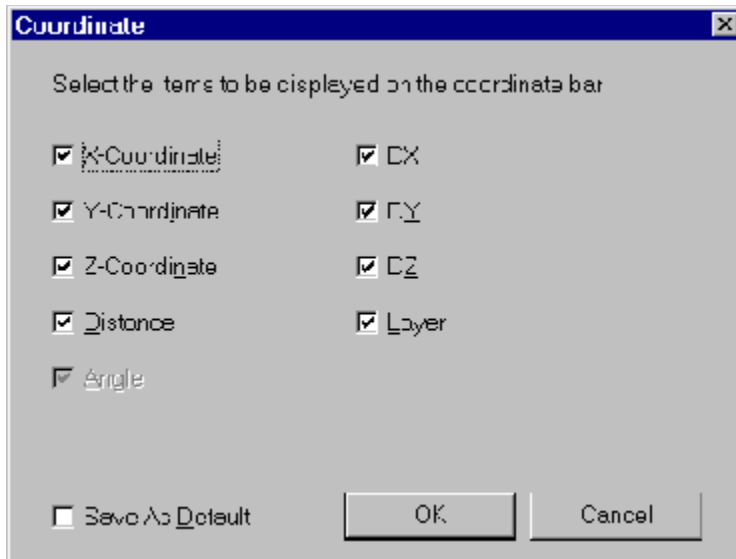 Coordinate
Select the items to be displayed on the coordinate bar
X-Coordinate
DX
Y-Coordinate
DY
Z-Coordinate
DZ
Distance
Layer
Angle
Save As Default
OK
Cancel